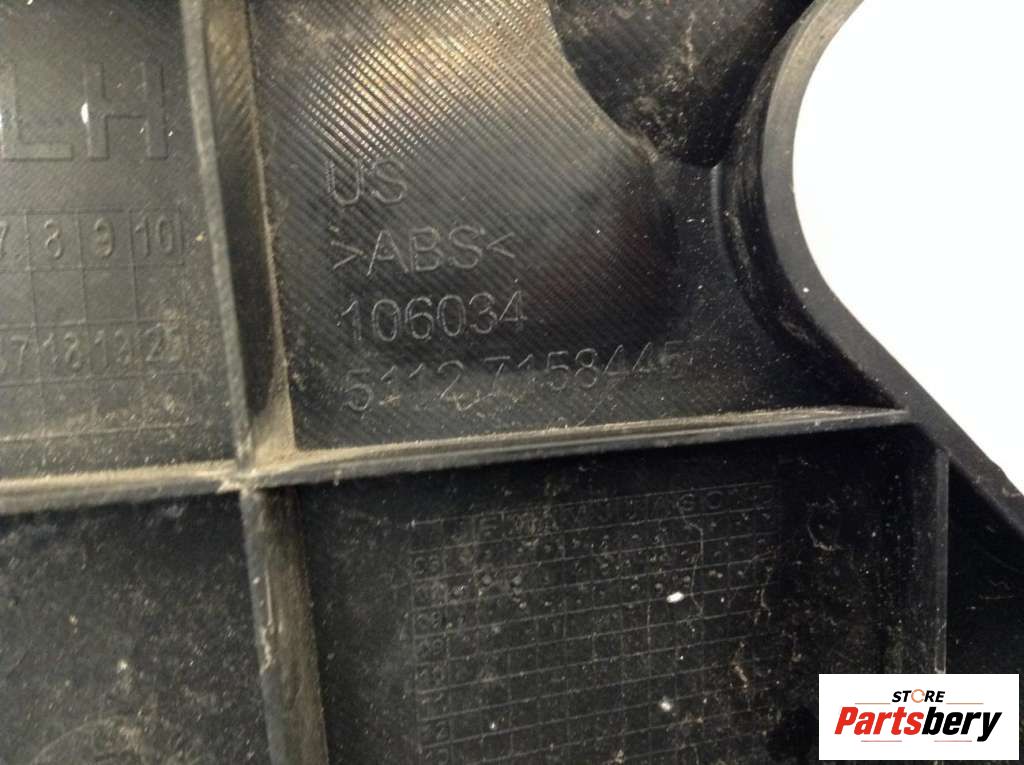 LH
7 8 9 10
US
>ABS<
106034
17 18 19 20
5112 7158445
J F M A M J J A S O N D
STORE
Partsbery